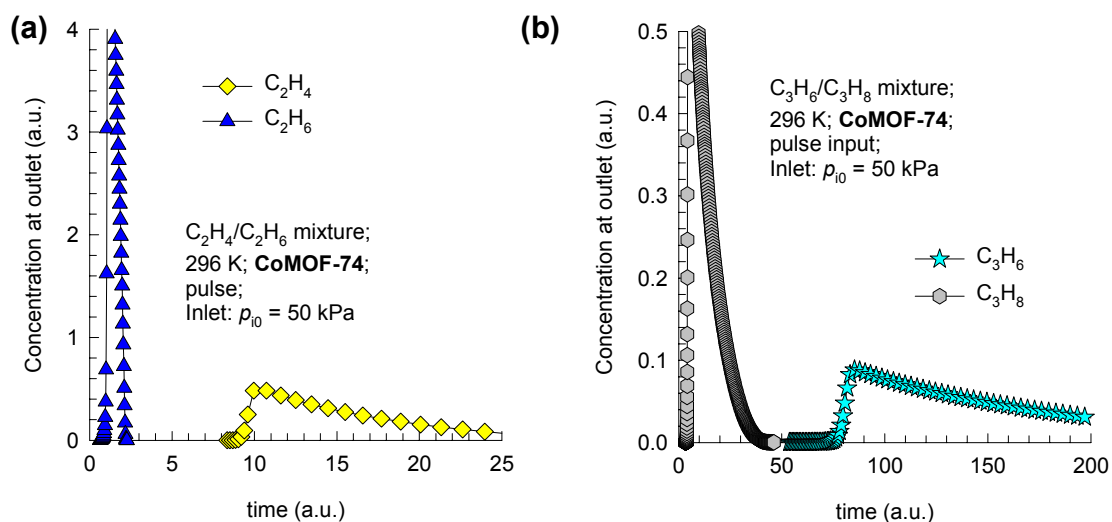 (a)
4
3
2
1
0
0
5
10
15
20
25
Concentration at outlet (a.u.)
time (a.u.)
C₂H₄
C₂H₆
C₂H₄/C₂H₆ mixture;
296 K; CoMOF-74;
pulse;
Inlet: pᵢ₀ = 50 kPa
(b)
0.5
0.4
0.3
0.2
0.1
0.0
0
50
100
150
200
Concentration at outlet (a.u.)
time (a.u.)
C₃H₆/C₃H₈ mixture;
296 K; CoMOF-74;
pulse input;
Inlet: pᵢ₀ = 50 kPa
C₃H₆
C₃H₈